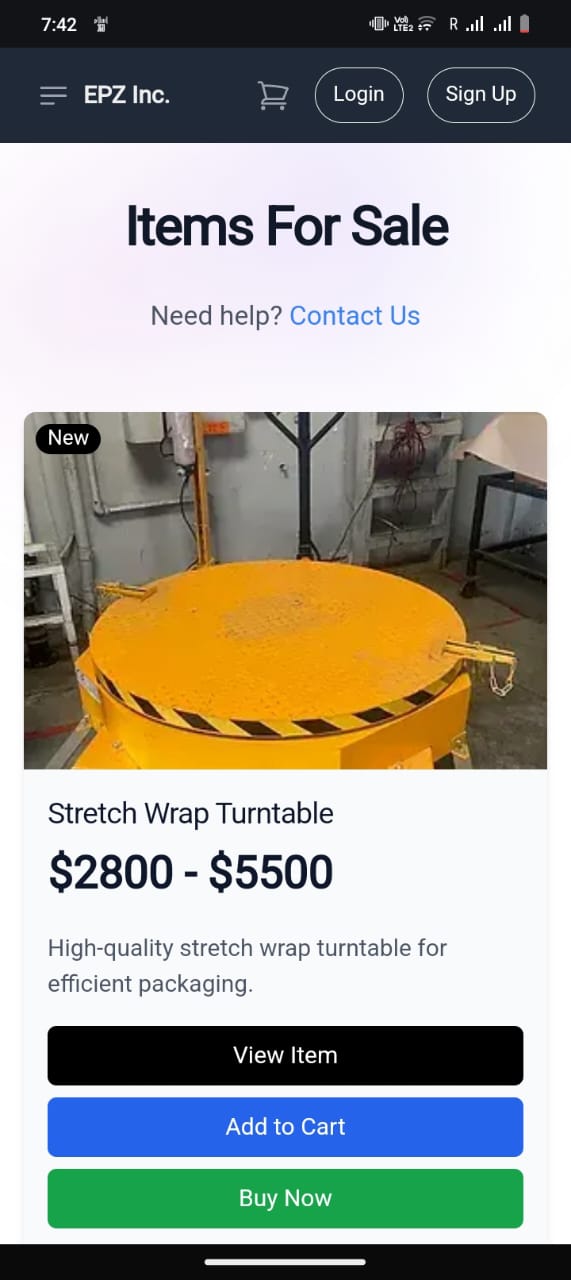 7:42
Vo)) R
LTE2
EPZ Inc. Login Sign Up
Items For Sale
Need help? Contact Us
New
Stretch Wrap Turntable
$2800 - $5500
High-quality stretch wrap turntable for
efficient packaging.
View Item
Add to Cart
Buy Now